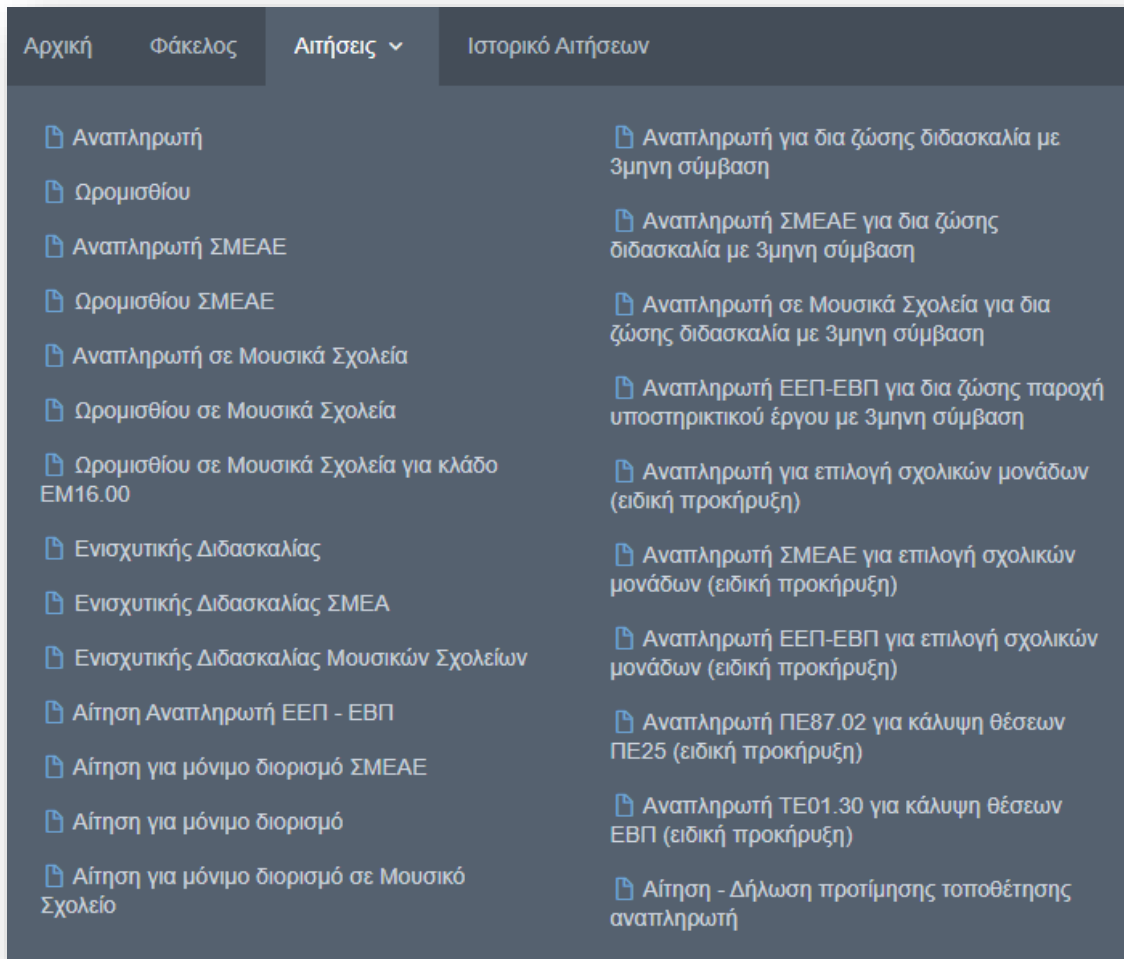 Αρχική Φάκελος Αιτήσεις Ιστορικό Αιτήσεων
Αναπληρωτή
Ωρομισθίου
Αναπληρωτή ΣΜΕΑΕ
Ωρομισθίου ΣΜΕΑΕ
Αναπληρωτή σε Μουσικά Σχολεία
Ωρομισθίου σε Μουσικά Σχολεία
Ωρομισθίου σε Μουσικά Σχολεία για κλάδο
ΕΜ16.00
Ενισχυτικής Διδασκαλίας
Ενισχυτικής Διδασκαλίας ΣΜΕΑ
Ενισχυτικής Διδασκαλίας Μουσικών Σχολείων
Αίτηση Αναπληρωτή ΕΕΠ - ΕΒΠ
Αίτηση για μόνιμο διορισμό ΣΜΕΑΕ
Αίτηση για μόνιμο διορισμό
Αίτηση για μόνιμο διορισμό σε Μουσικό
Σχολείο
Αναπληρωτή για δια ζώσης διδασκαλία με
3μηνη σύμβαση
Αναπληρωτή ΣΜΕΑΕ για δια ζώσης
διδασκαλία με 3μηνη σύμβαση
Αναπληρωτή σε Μουσικά Σχολεία για δια
ζώσης διδασκαλία με 3μηνη σύμβαση
Αναπληρωτή ΕΕΠ-ΕΒΠ για δια ζώσης παροχή
υποστηρικτικού έργου με 3μηνη σύμβαση
Αναπληρωτή για επιλογή σχολικών μονάδων
(ειδική προκήρυξη)
Αναπληρωτή ΣΜΕΑΕ για επιλογή σχολικών
μονάδων (ειδική προκήρυξη)
Αναπληρωτή ΕΕΠ-ΕΒΠ για επιλογή σχολικών
μονάδων (ειδική προκήρυξη)
Αναπληρωτή ΠΕ87.02 για κάλυψη θέσεων
ΠΕ25 (ειδική προκήρυξη)
Αναπληρωτή ΤΕ01.30 για κάλυψη θέσεων
ΕΒΠ (ειδική προκήρυξη)
Αίτηση - Δήλωση προτίμησης τοποθέτησης
αναπληρωτή